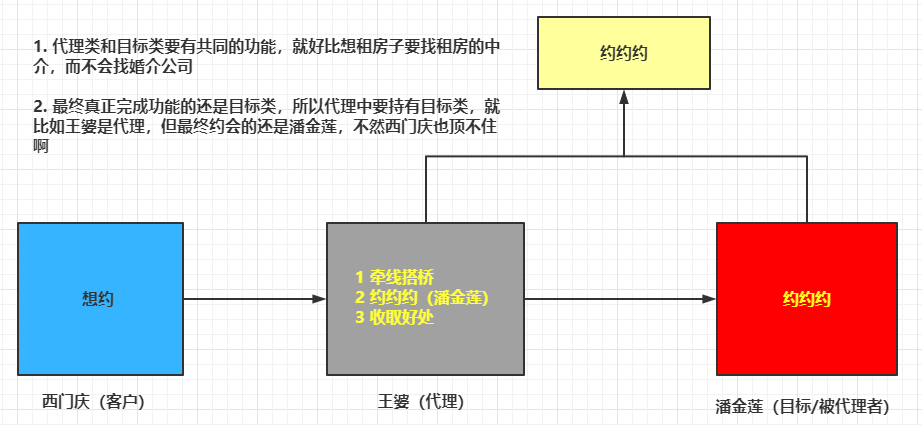 1. 代理类和目标类要有共同的功能，就好比想租房子要找租房的中
介，而不会找婚介公司
2. 最终真正完成功能的还是目标类，所以代理中要持有目标类，就
比如王婆是代理，但最终约会的还是潘金莲，不然西门庆也顶不住
啊
约约约
想约
1 牵线搭桥
2 约约约（潘金莲）
3 收取好处
约约约
西门庆（客户）
王婆（代理）
潘金莲（目标/被代理者）